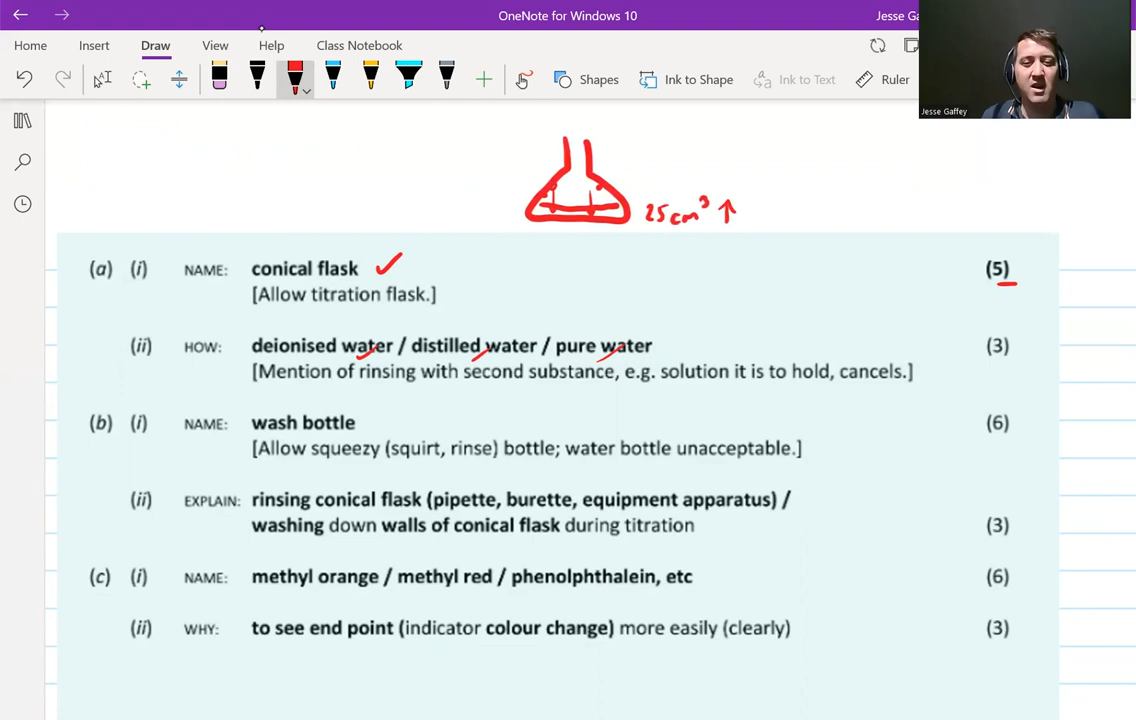 OneNote for Windows 10
Jesse Ga
Home Insert Draw View Help Class Notebook
Shapes Ink to Shape Ink to Text Ruler
Jesse Gaffey
25cm³ ↑
(a) (i) NAME: conical flask (5)
[Allow titration flask.]
(ii) HOW: deionised water / distilled water / pure water (3)
[Mention of rinsing with second substance, e.g. solution it is to hold, cancels.]
(b) (i) NAME: wash bottle (6)
[Allow squeezy (squirt, rinse) bottle; water bottle unacceptable.]
(ii) EXPLAIN: rinsing conical flask (pipette, burette, equipment apparatus) /
washing down walls of conical flask during titration (3)
(c) (i) NAME: methyl orange / methyl red / phenolphthalein, etc (6)
(ii) WHY: to see end point (indicator colour change) more easily (clearly) (3)